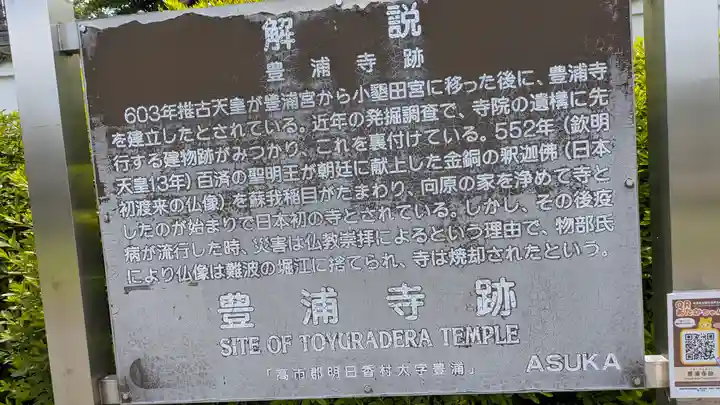 解説
豊浦寺跡
603年推古天皇が豊浦宮から小墾田宮に移った後に、豊浦寺
を建立したとされている。近年の発掘調査で、寺院の遺構に先
行する建物跡がみつかり、これを裏付けている。552年（欽明
天皇13年）百済の聖明王が朝廷に献上した金銅の釈迦佛（日本
初渡来の仏像）を蘇我稲目がたまわり、向原の家を浄めて寺と
したのが始まりで日本初の寺とされている。しかし、その後疫
病が流行した時、災害は仏教崇拝によるという理由で、物部氏
により仏像は難波の堀江に捨てられ、寺は焼却されたという。
豊浦寺跡
SITE OF TOYURADERA TEMPLE
「高市郡明日香村大字豊浦」
ASUKA
QR
豊浦寺跡